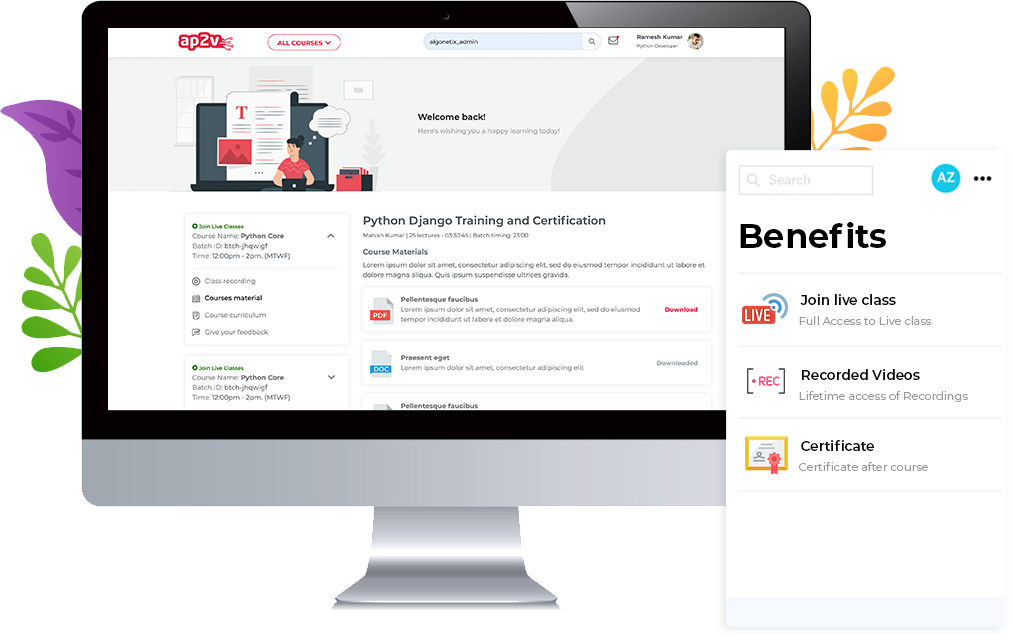 ap2v
ALL COURSES
algonetix_admin
Ramesh Kumar
Python Developer
Welcome back!
Here's wishing you a happy learning today!
T
Join Live Classes
Course Name: Python Core
Batch ID: btch-jhqwigf
Time: 12:00pm - 2pm. (MTWF)
Class recording
Courses material
Course curriculum
Give your feedback
Join Live Classes
Course Name: Python Core
Batch ID: btch-jhqwigf
Time: 12:00pm - 2pm. (MTWF)
Python Django Training and Certification
Manish Kumar | 25 lectures - 03:30:45 | Batch timing: 23:00
Course Materials
Lorem ipsum dolor sit amet, consectetur adipiscing elit, sed do eiusmod tempor incididunt ut labore et
dolore magna aliqua. Quis ipsum suspendisse ultrices gravida.
PDF
Pellentesque faucibus
Lorem ipsum dolor sit amet, consectetur adipiscing elit, sed do eiusmod
tempor incididunt ut labore et dolore magna aliqua.
Download
DOC
Praesent eget
Lorem ipsum dolor sit amet, consectetur adipiscing elit
Downloaded
Pellentesque faucibus
Search
AZ
Benefits
LIVE
Join live class
Full Access to Live class
REC
Recorded Videos
Lifetime access of Recordings
Certificate
Certificate after course